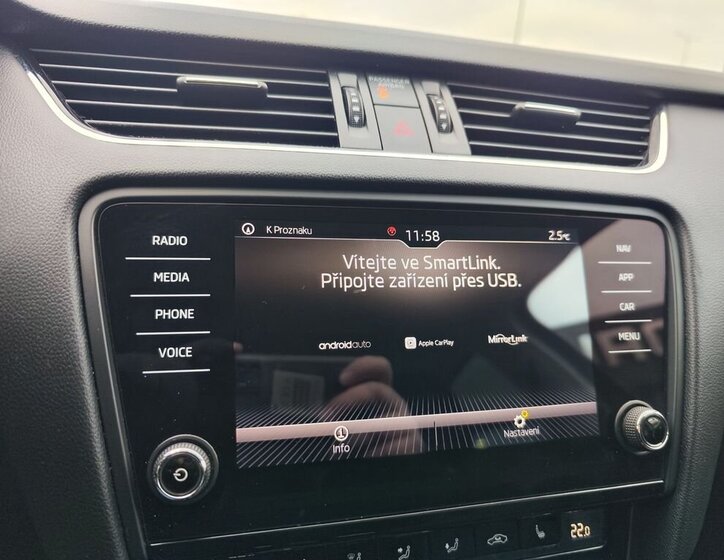 PASSENGER
K Proznaku
11:58
2.5°C
RADIO
MEDIA
PHONE
VOICE
Vítejte ve SmartLink.
Připojte zařízení přes USB.
androidauto
Apple CarPlay
MirrorLink
Info
Nastavení
NAV
APP
CAR
MENU
22.0